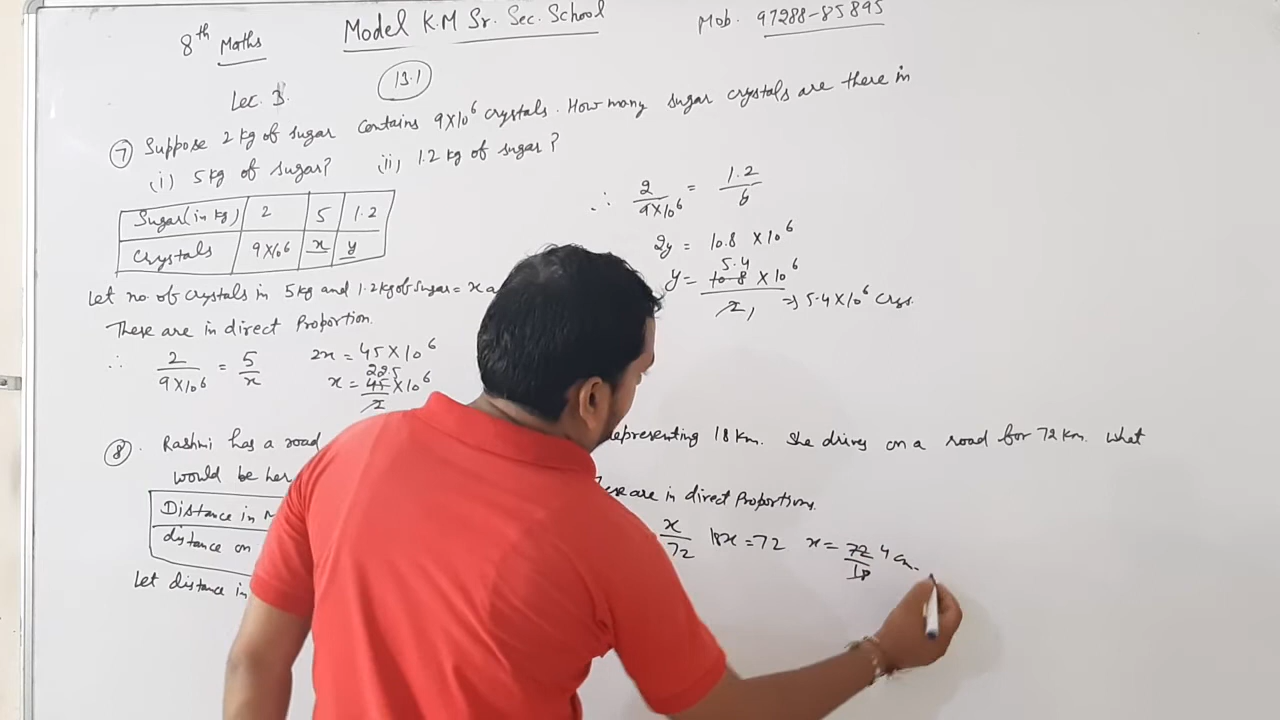 8th Maths
Model K.M Sr. Sec. School
Mob. 97288-85895
Lec. 3.
13.1
7 Suppose 2 kg of sugar contains 9×10⁶ crystals. How many sugar crystals are there in
(i) 5 kg of sugar? (ii) 1.2 kg of sugar?
Sugar (in kg) 2 5 1.2
Crystals 9×10⁶ x y
Let no. of crystals in 5 kg and 1.2 kg of sugar = x a
These are in direct Proportion.
∴ 2/9×10⁶ = 5/x
2x = 45×10⁶
x = 45/2 ×10⁶
22.5
∴ 2/9×10⁶ = 1.2/6
2y = 10.8 ×10⁶
5.4
y = 10.8 ×10⁶/2, ⇒ 5.4×10⁶ crys.
8. Rashmi has a road representing 18 km. She drives on a road for 72 km. What
would be her
Distance in
distance on
Let distance in
are in direct Proportions.
x/72 18x = 72 x = 72/18 4 cm.